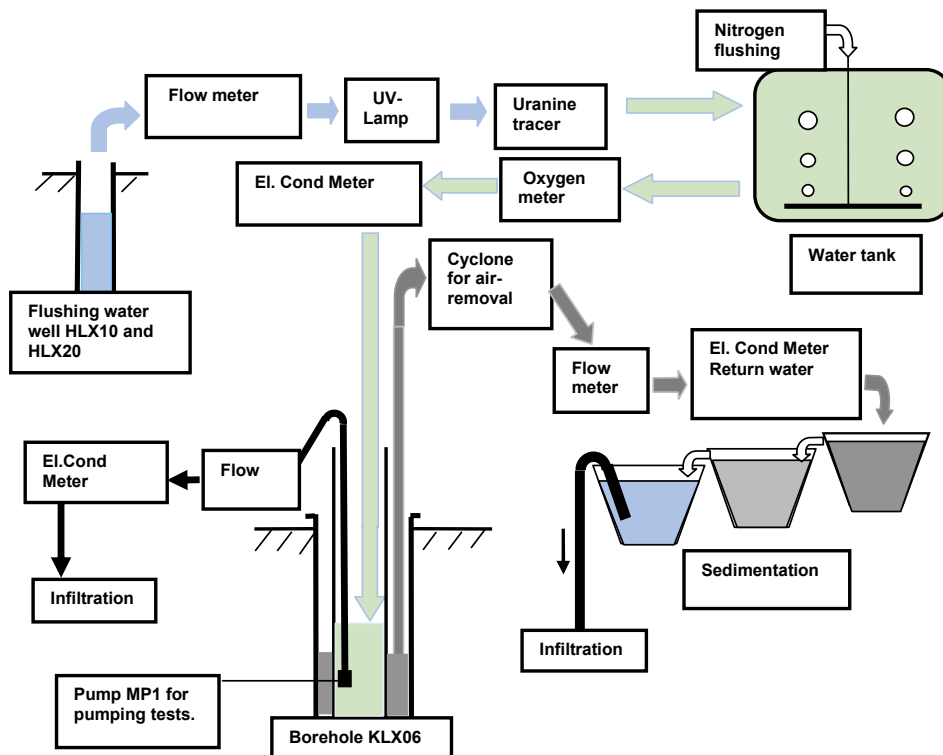 Nitrogen
flushing
Flow meter
UV-
Lamp
Uranine
tracer
El. Cond Meter
Oxygen
meter
Water tank
Cyclone
for air-
removal
Flushing water
well HLX10 and
HLX20
Flow
meter
El. Cond Meter
Return water
El.Cond
Meter
Flow
Sedimentation
Infiltration
Infiltration
Pump MP1 for
pumping tests.
Borehole KLX06